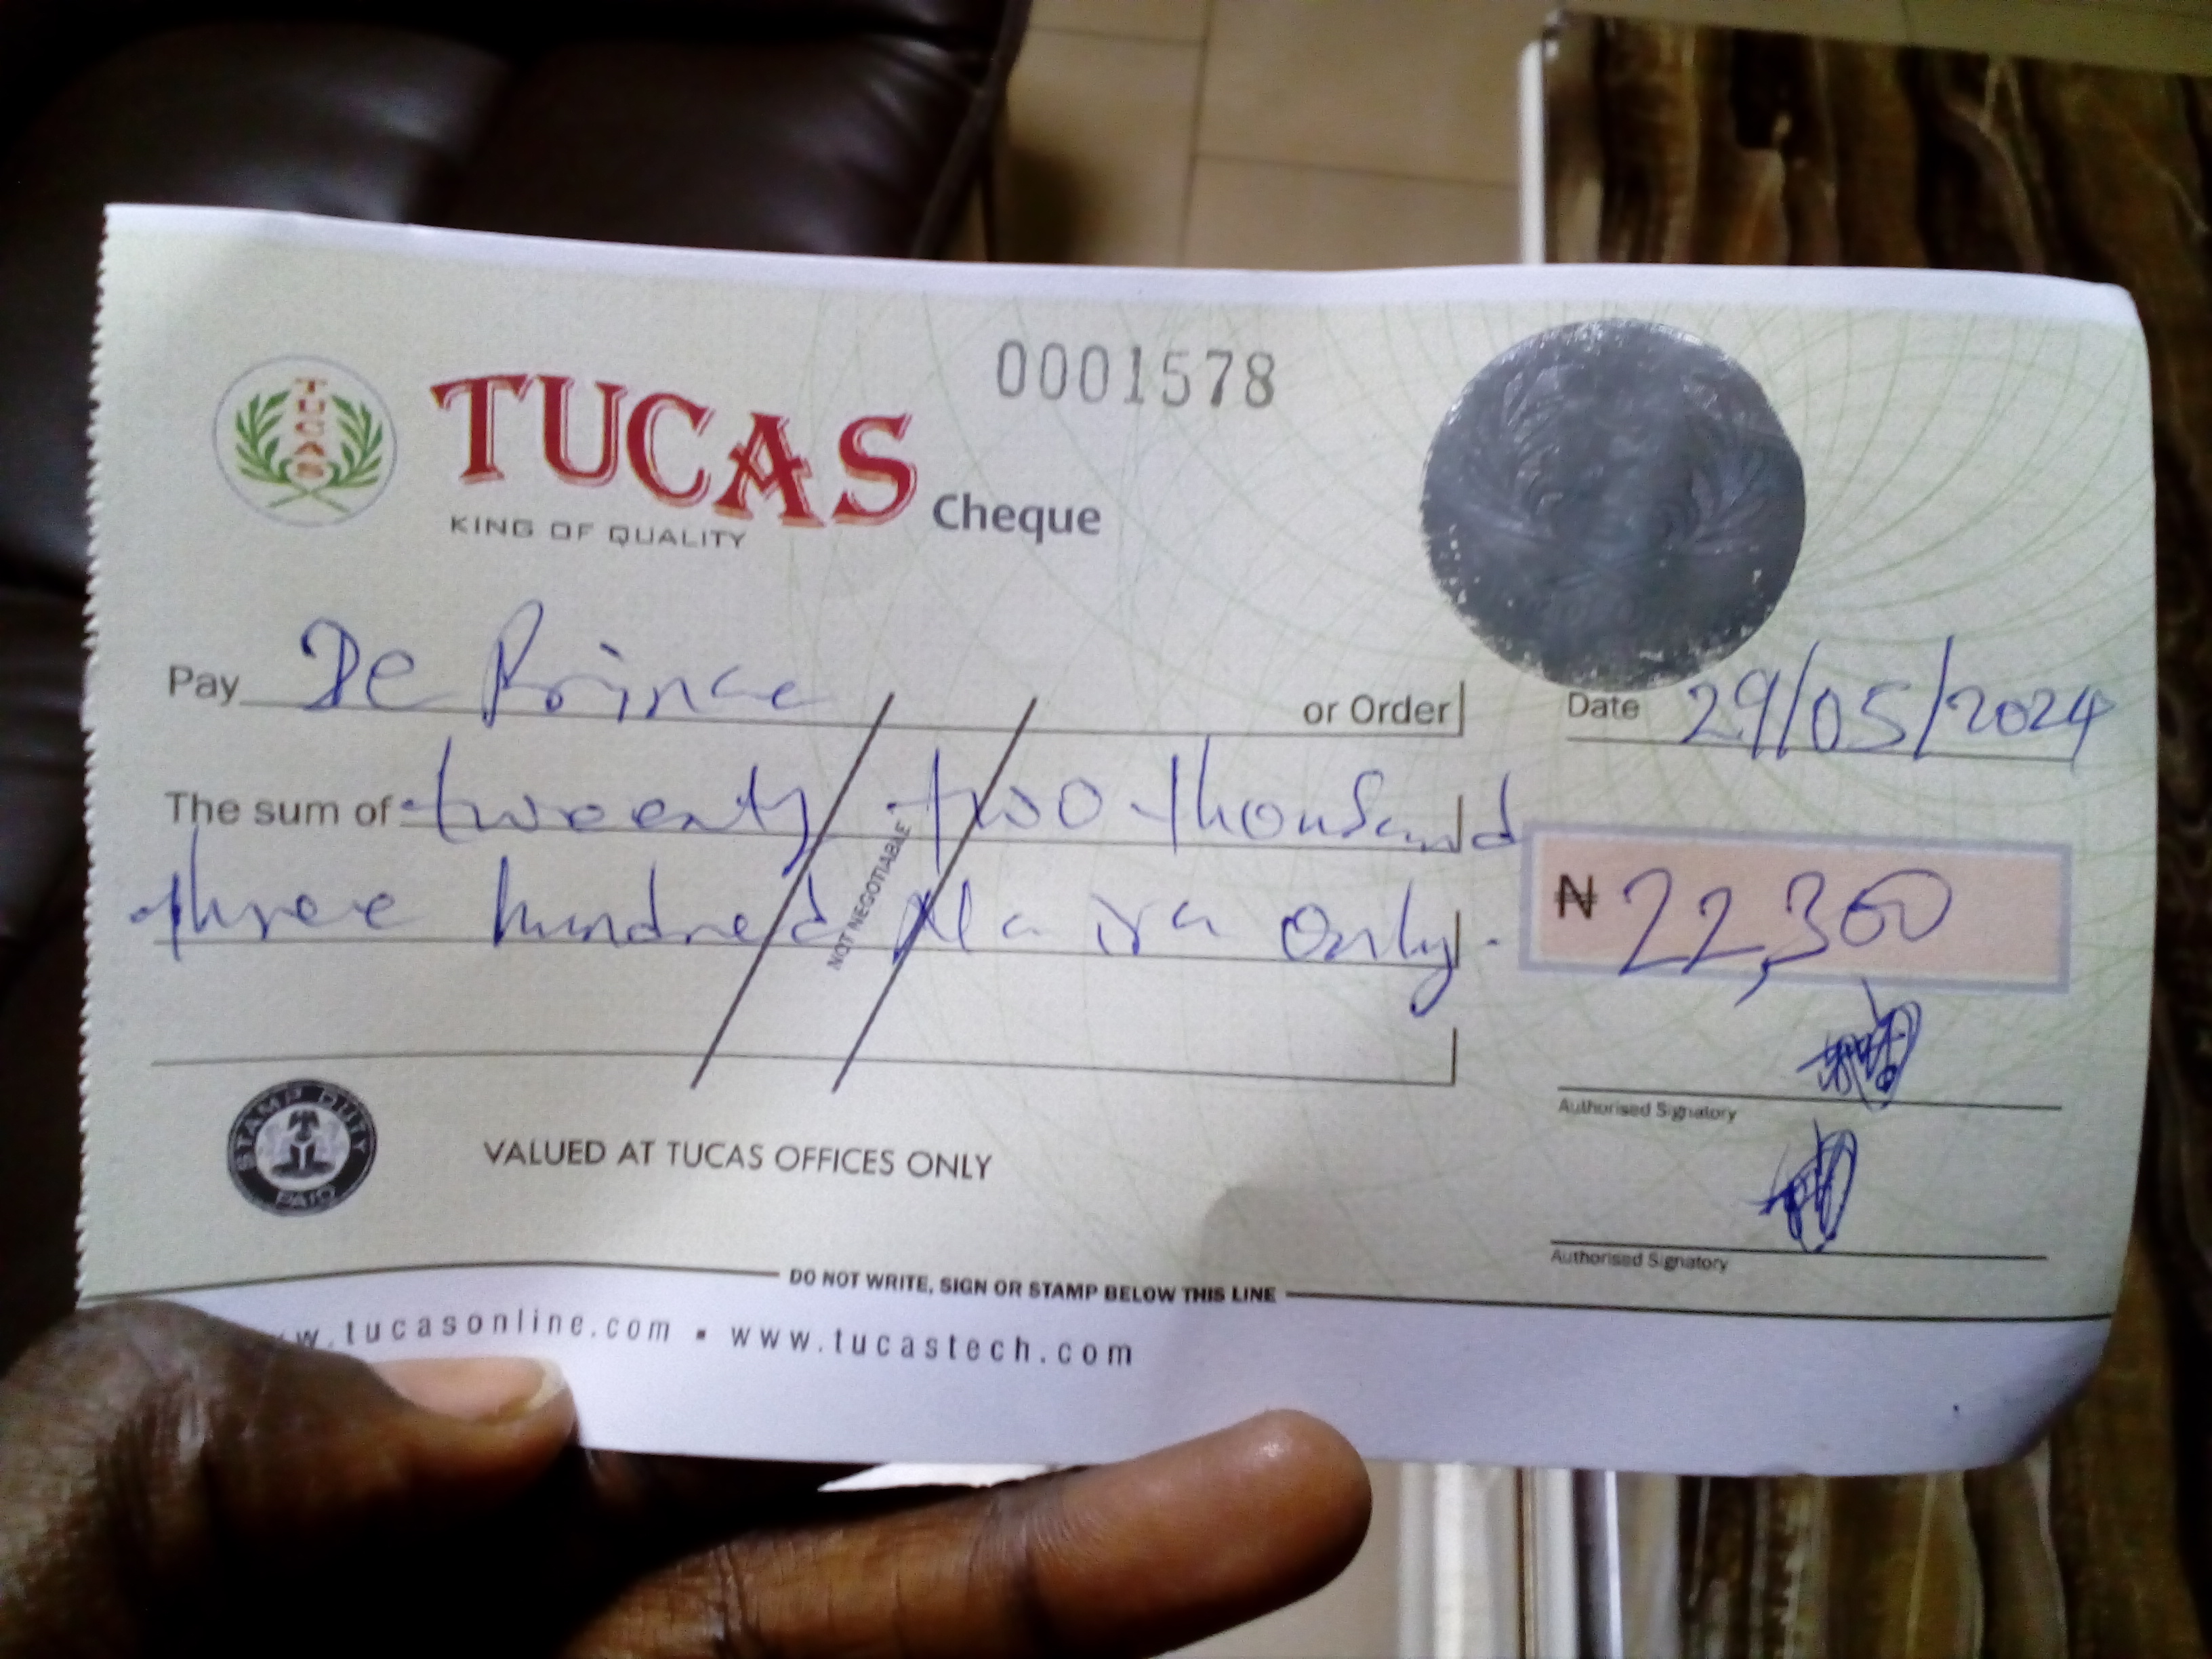 0001578
TUCAS
TUCAS Cheque
KING OF QUALITY
Pay De Prince or Order
Date 29/05/2024
The sum of tweenty two thousand
three hundred Naira only.
₦ 22,300
NOT NEGOTIABLE
Authorised Signatory
STAMP DUTY
PAID
VALUED AT TUCAS OFFICES ONLY
Authorised Signatory
DO NOT WRITE, SIGN OR STAMP BELOW THIS LINE
w.tucasonline.com ▪ www.tucastech.com